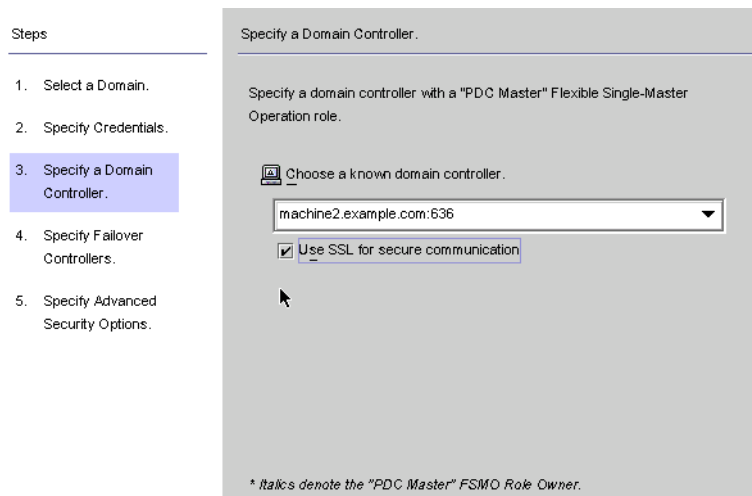 Steps
1. Select a Domain.
2. Specify Credentials.
3. Specify a Domain
Controller.
4. Specify Failover
Controllers.
5. Specify Advanced
Security Options.
Specify a Domain Controller.
Specify a domain controller with a "PDC Master" Flexible Single-Master
Operation role.
Choose a known domain controller.
machine2.example.com:636
Use SSL for secure communication
* Italics denote the "PDC Master" FSMO Role Owner.